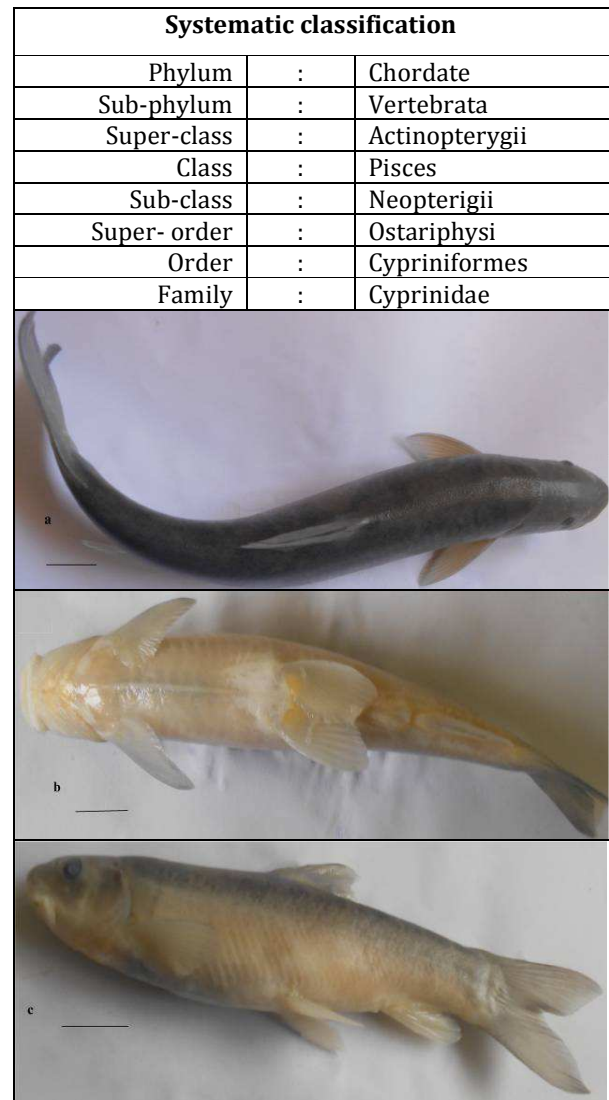 Systematic classification
Phylum : Chordate
Sub-phylum : Vertebrata
Super-class : Actinopterygii
Class : Pisces
Sub-class : Neopterigii
Super- order : Ostariphysi
Order : Cypriniformes
Family : Cyprinidae
a
b
c